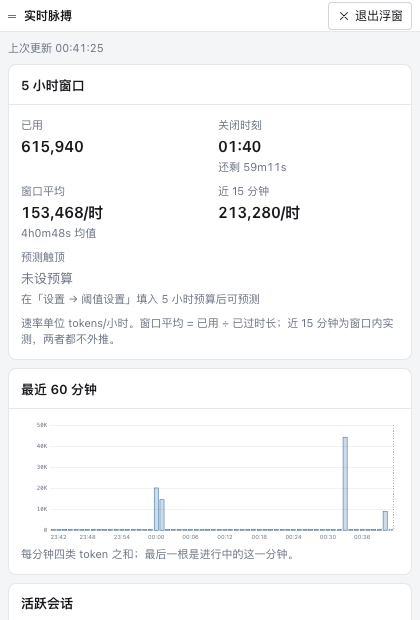 实时脉搏
退出浮窗
上次更新 00:41:25
5 小时窗口
已用
关闭时刻
615,940
01:40
还剩 59m11s
窗口平均
近 15 分钟
153,468/时
213,280/时
4h0m48s 均值
预测触顶
未设预算
在「设置 → 阈值设置」填入 5 小时预算后可预测
速率单位 tokens/小时。窗口平均 = 已用 ÷ 已过时长；近 15 分钟为窗口内实
测，两者都不外推。
最近 60 分钟
50K
40K
30K
20K
10K
0
23:42 23:48 23:54 00:00 00:06 00:12 00:18 00:24 00:30 00:36
每分钟四类 token 之和；最后一根是进行中的这一分钟。
活跃会话